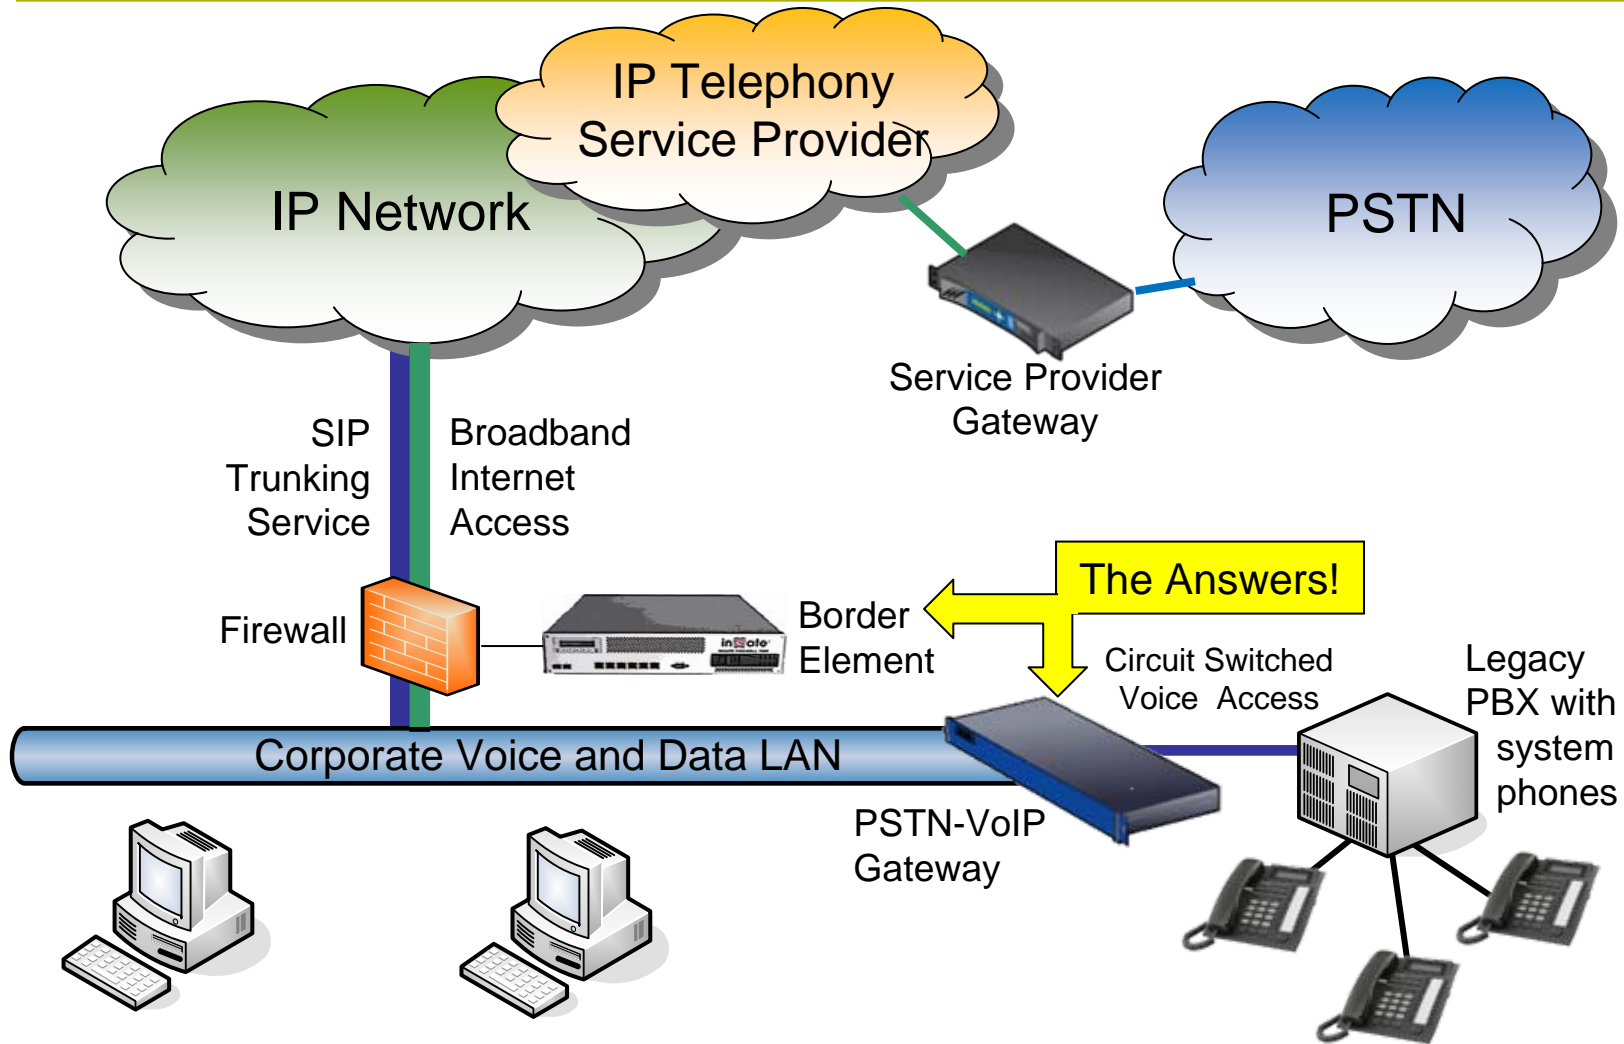 IP Telephony
Service Provider
IP Network
PSTN
Service Provider
Gateway
SIP
Trunking
Service
Broadband
Internet
Access
The Answers!
Firewall
inGate
Border
Element
Circuit Switched
Voice Access
Legacy
PBX with
system
phones
Corporate Voice and Data LAN
PSTN-VoIP
Gateway